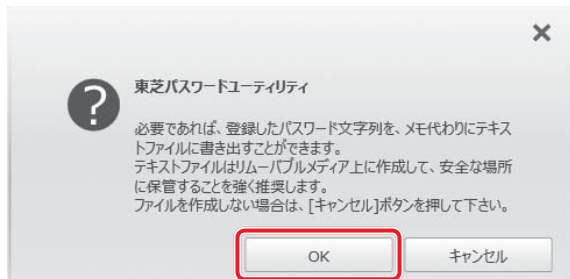 東芝パスワードユーティリティ
必要であれば、登録したパスワード文字列を、メモ代わりにテキス
トファイルに書き出すことができます。
テキストファイルはリムーバブルメディア上に作成して、安全な場所
に保管することを強く推奨します。
ファイルを作成しない場合は、[キャンセル]ボタンを押して下さい。
OK キャンセル